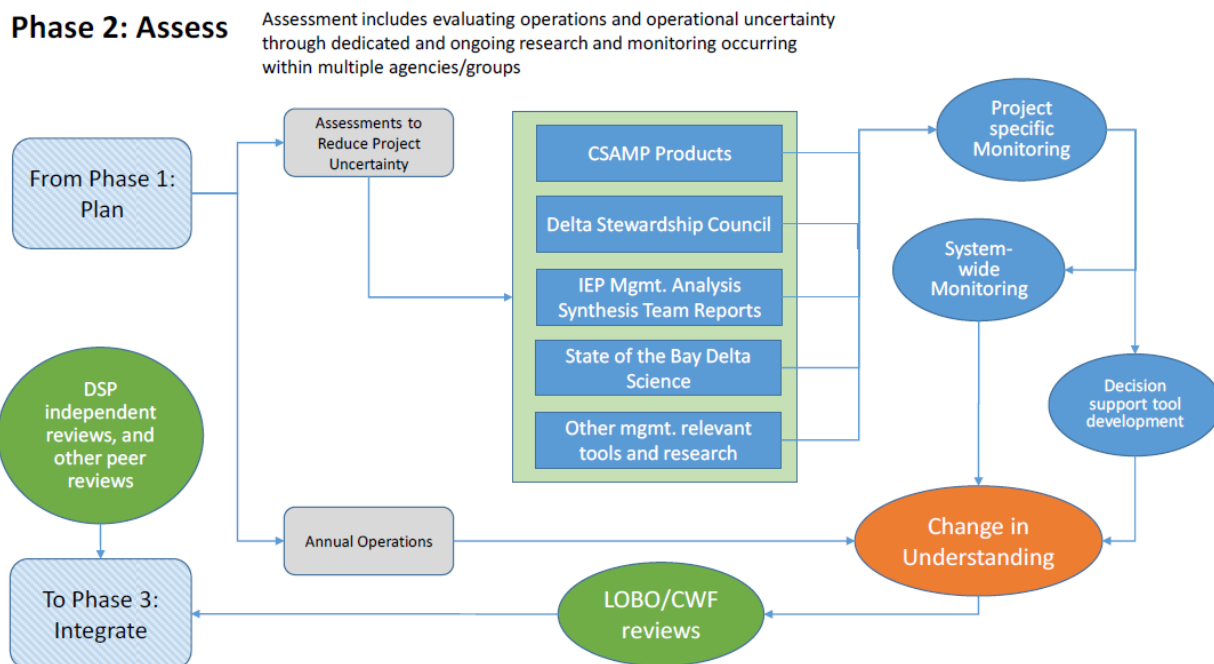 Phase 2: Assess
Assessment includes evaluating operations and operational uncertainty
through dedicated and ongoing research and monitoring occurring
within multiple agencies/groups
From Phase 1:
Plan
Assessments to
Reduce Project
Uncertainty
CSAMP Products
Delta Stewardship Council
IEP Mgmt. Analysis
Synthesis Team Reports
State of the Bay Delta
Science
Other mgmt. relevant
tools and research
Project
specific
Monitoring
System-
wide
Monitoring
Decision
support tool
development
DSP
independent
reviews, and
other peer
reviews
Annual Operations
Change in
Understanding
To Phase 3:
Integrate
LOBO/CWF
reviews